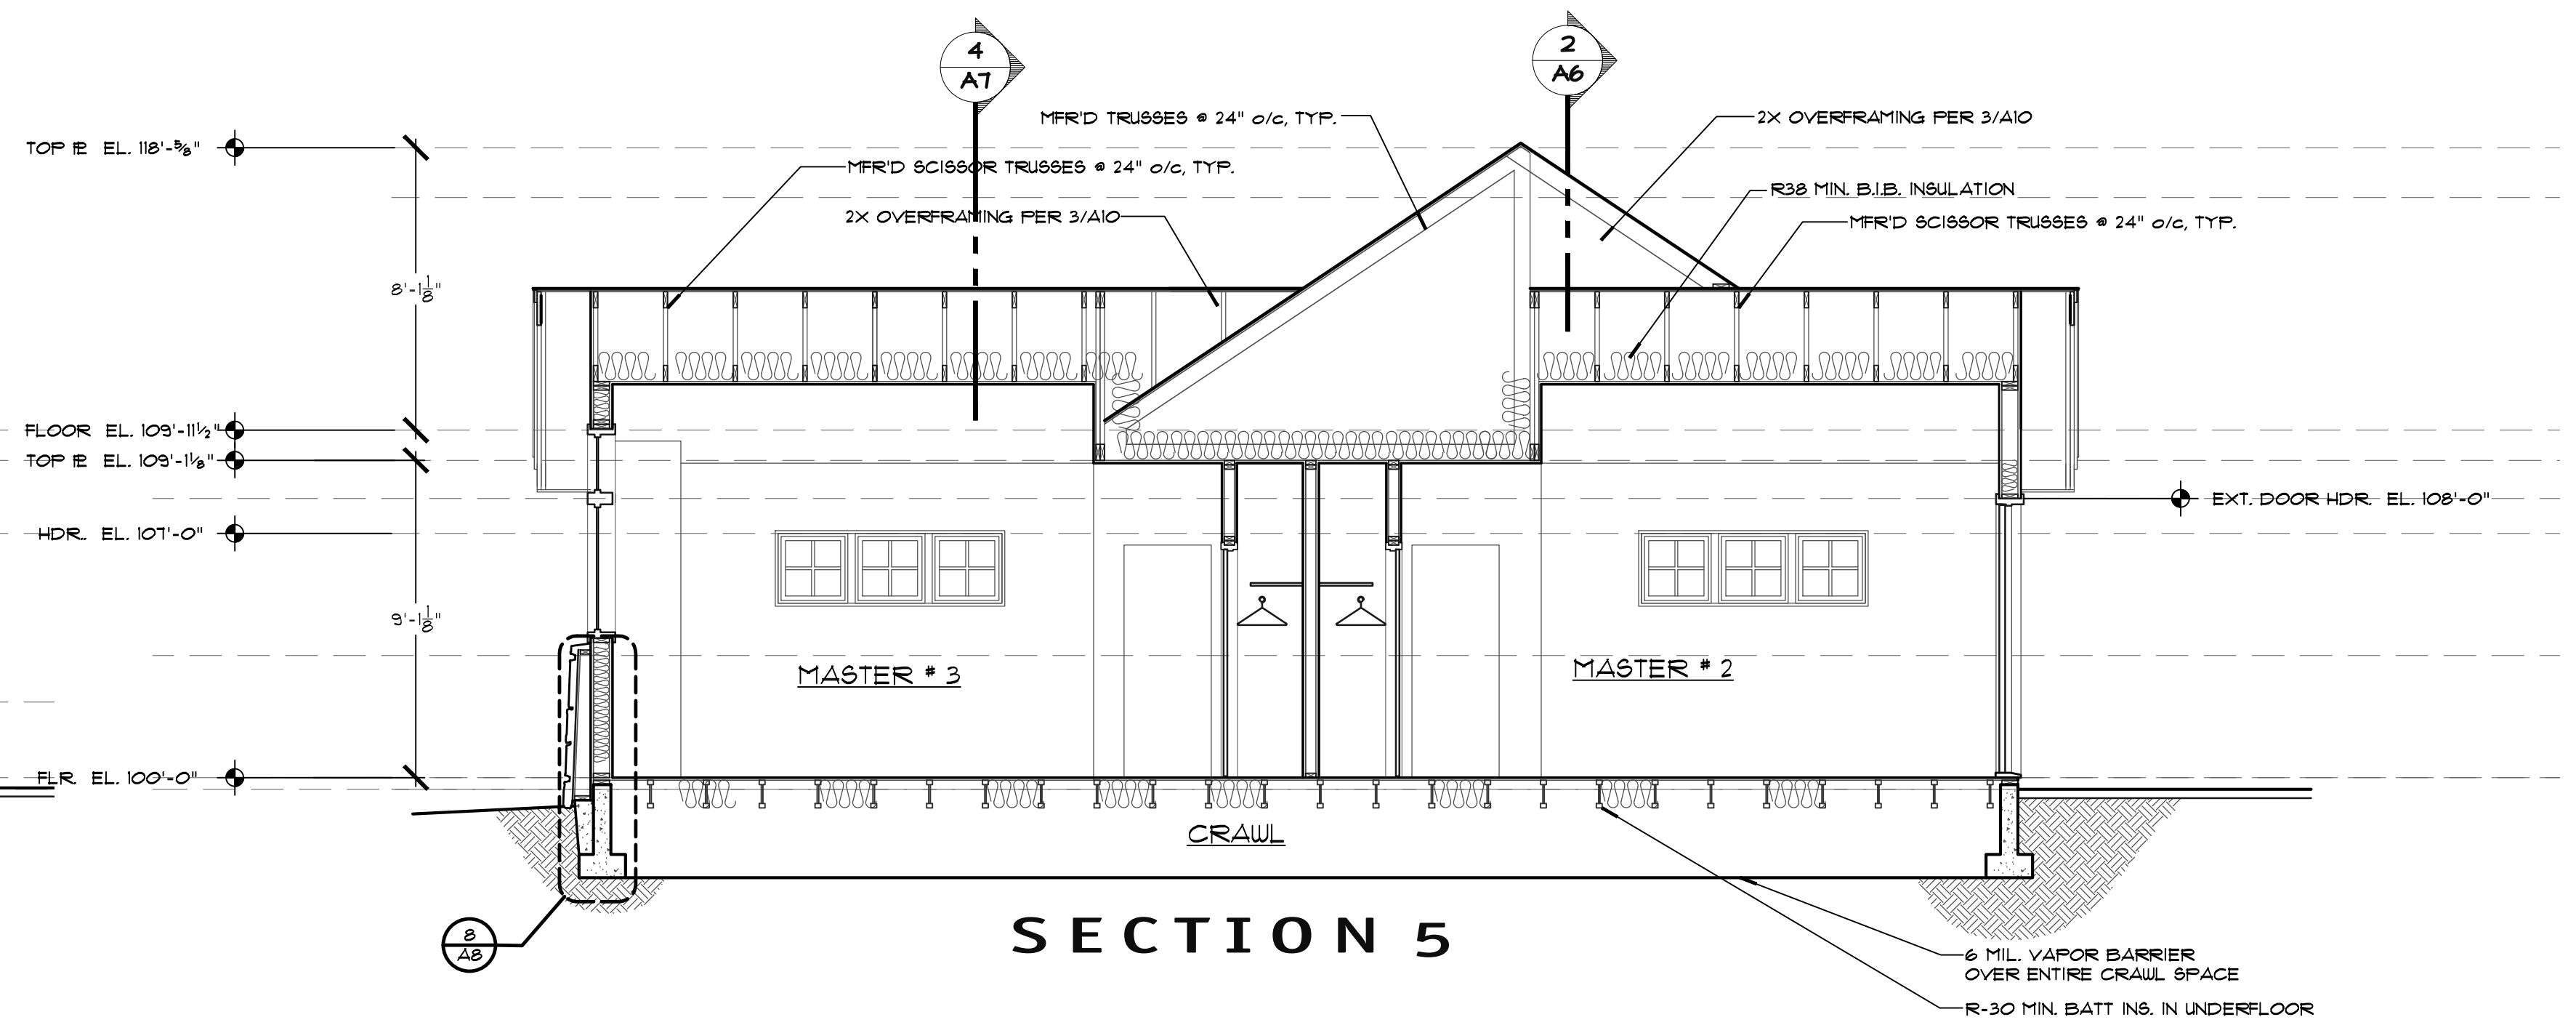 4
A7
2
A6
MFR'D TRUSSES @ 24" o/c, TYP.
2X OVERFRAMING PER 3/A10
TOP PL EL. 118'-5/8"
MFR'D SCISSOR TRUSSES @ 24" o/c, TYP.
R38 MIN. B.I.B. INSULATION
2X OVERFRAMING PER 3/A10
MFR'D SCISSOR TRUSSES @ 24" o/c, TYP.
8'-1 1/8"
FLOOR EL. 109'-11 1/2"
TOP PL EL. 109'-1 1/8"
EXT. DOOR HDR. EL. 108'-0"
HDR. EL. 107'-0"
9'-1 1/8"
MASTER # 3
MASTER # 2
FLR. EL. 100'-0"
CRAWL
8
A8
SECTION 5
6 MIL. VAPOR BARRIER
OVER ENTIRE CRAWL SPACE
R-30 MIN. BATT INS. IN UNDERFLOOR